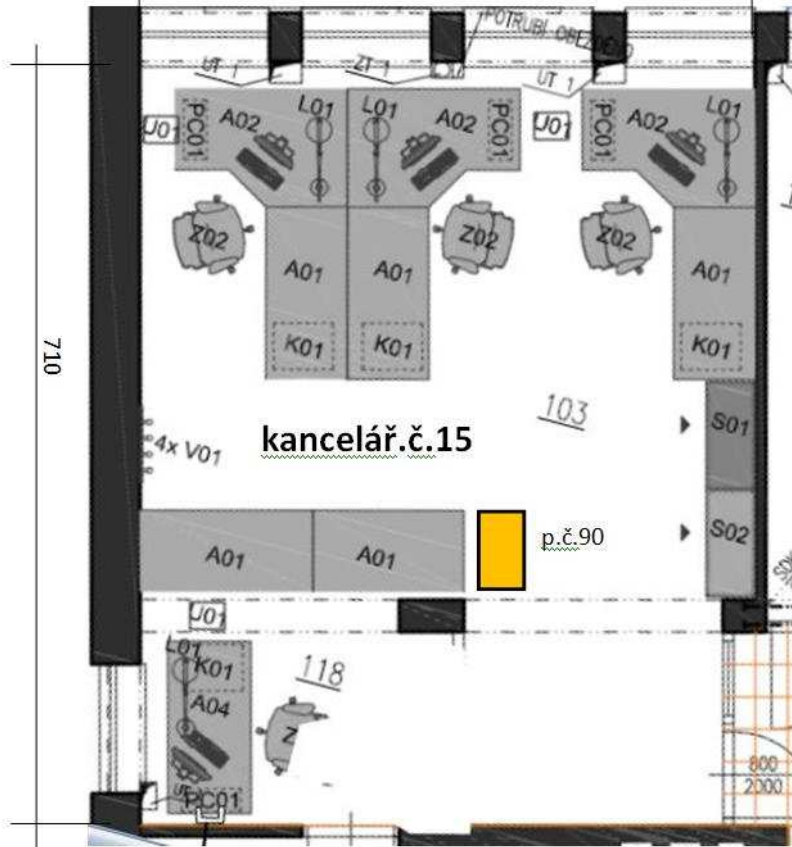 POTRUBÍ OBEZDĚNO
UT 1
ZT 1
UT 1
U01
PC01
A02
L01
L01
A02
PC01
U01
PC01
A02
L01
Z02
Z02
Z02
A01
A01
A01
K01
K01
K01
710
103
S01
4x V01
kancelář.č.15
S02
p.č.90
A01
A01
U01
L01
K01
118
A04
Z
PC01
800
2000